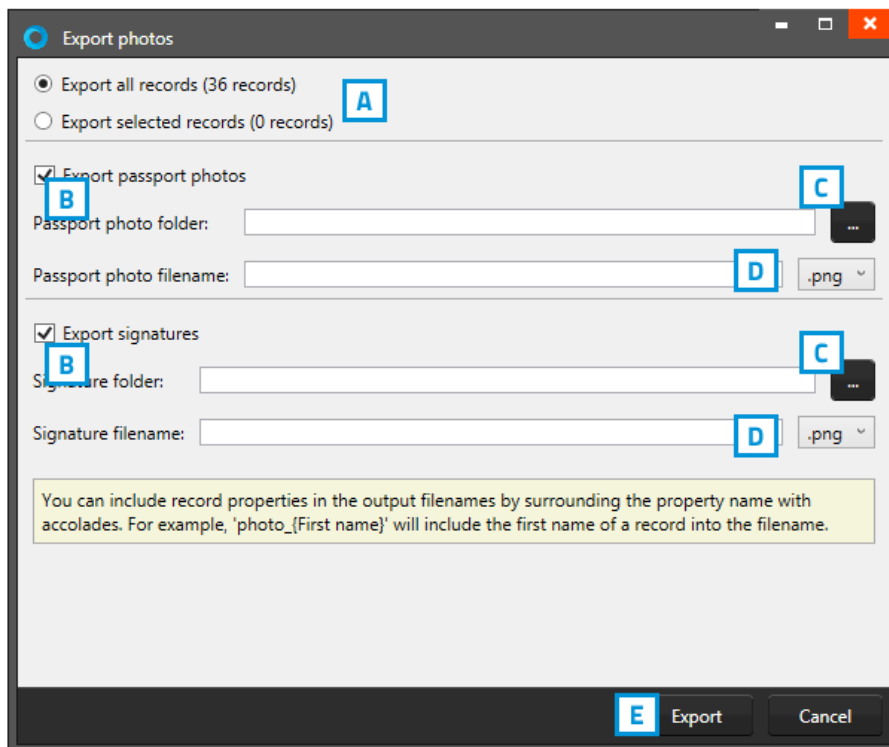 Export photos
Export all records (36 records)
A
Export selected records (0 records)
Export passport photos
B
C
Passport photo folder:
...
Passport photo filename:
D
.png
Export signatures
B
C
Signature folder:
...
Signature filename:
D
.png
You can include record properties in the output filenames by surrounding the property name with
accolades. For example, 'photo_{First name}' will include the first name of a record into the filename.
E
Export
Cancel